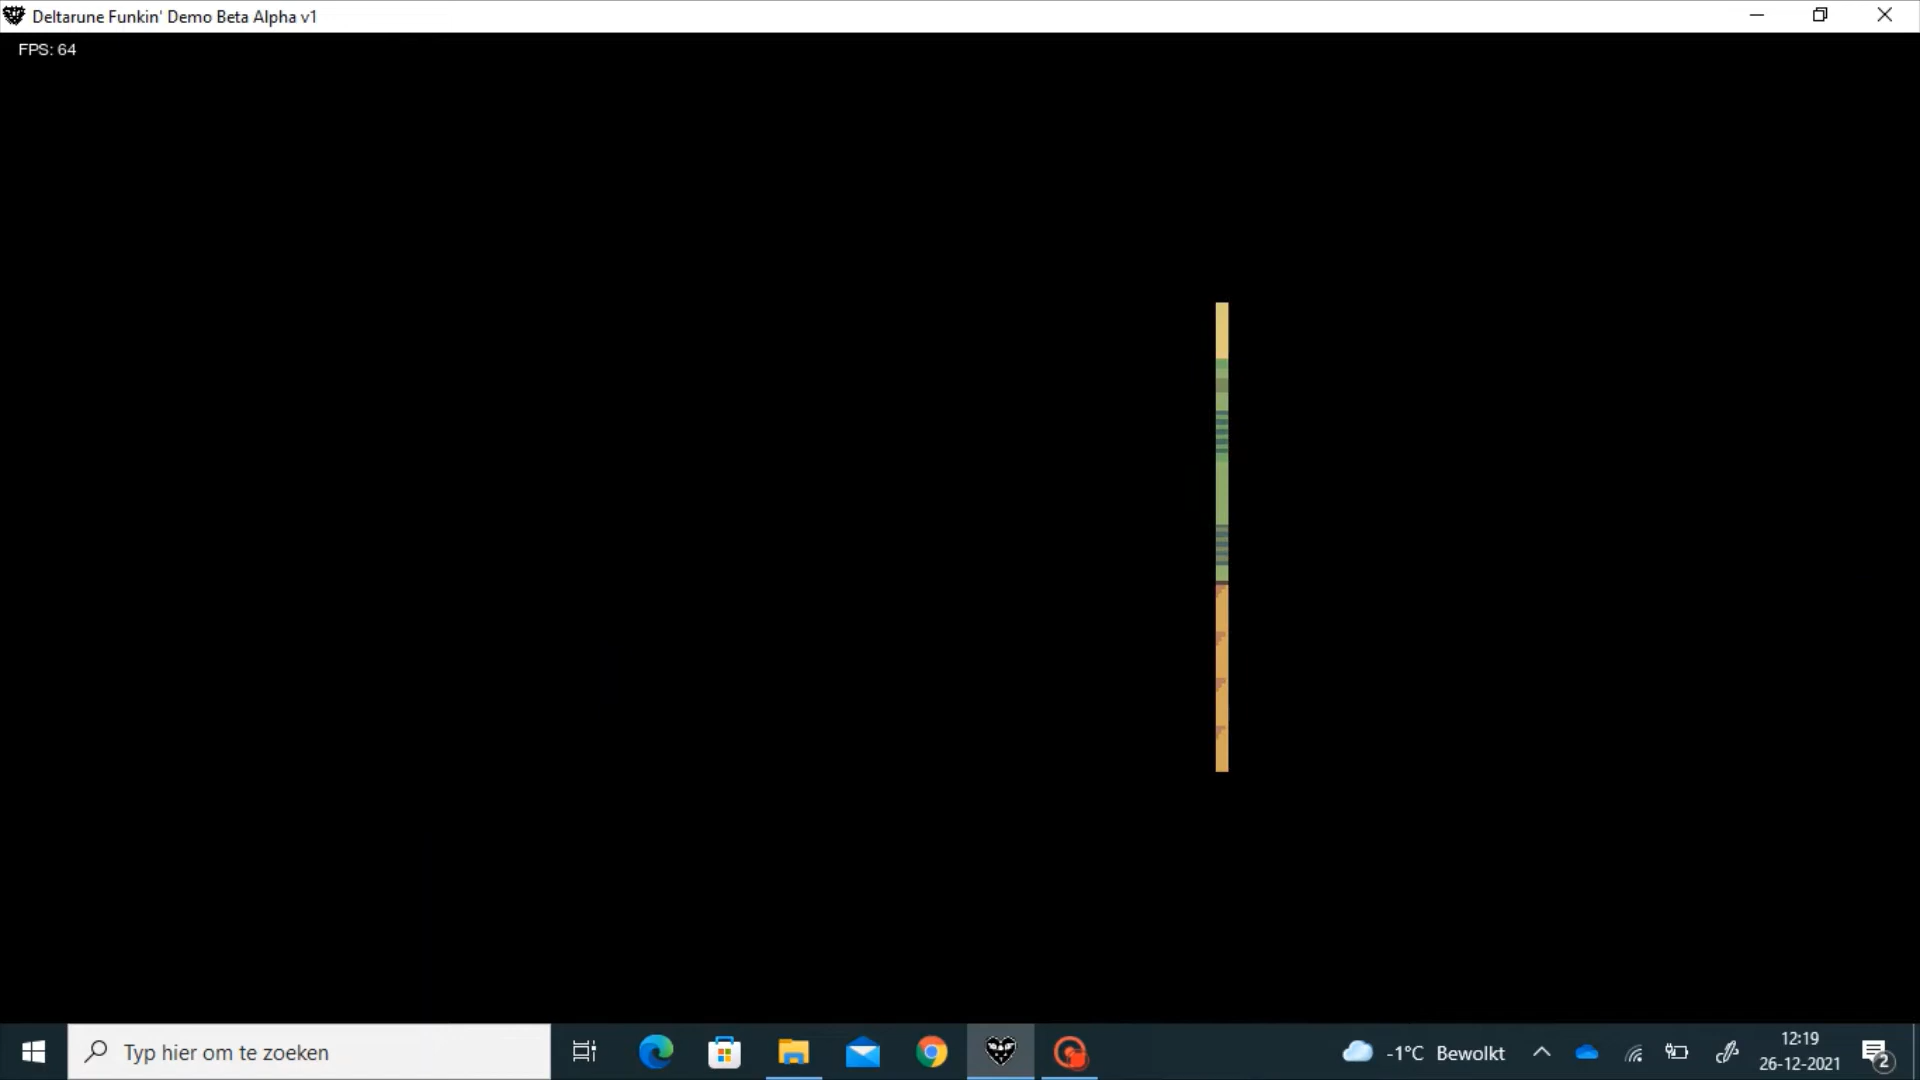 Deltarune Funkin' Demo Beta Alpha v1
FPS: 64
Typ hier om te zoeken
-1°C Bewolkt
12:19
26-12-2021
2